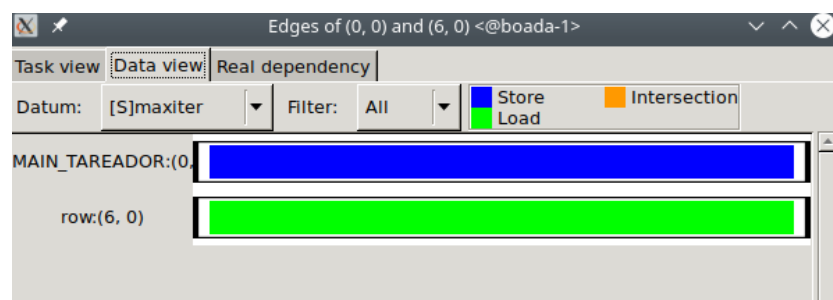 Edges of (0, 0) and (6, 0) <@boada-1>
Task view Data view Real dependency
Datum: [S]maxiter Filter: All Store Intersection
Load
MAIN_TAREADOR:(0,
row:(6, 0)